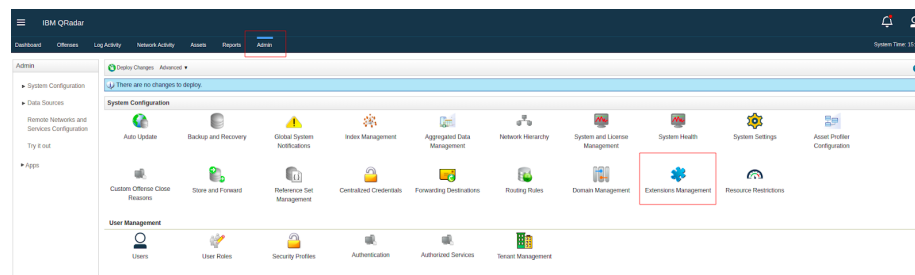 IBM QRadar
Dashboard Offenses Log Activity Network Activity Assets Reports Admin
System Time: 15
Admin
Deploy Changes Advanced ▼
There are no changes to deploy.
System Configuration
Data Sources
Remote Networks and
Services Configuration
Try it out
Apps
System Configuration
Auto Update
Backup and Recovery
Global System
Notifications
Index Management
Aggregated Data
Management
Network Hierarchy
System and License
Management
System Health
System Settings
Asset Profiler
Configuration
Custom Offense Close
Reasons
Store and Forward
Reference Set
Management
Centralized Credentials
Forwarding Destinations
Routing Rules
Domain Management
Extensions Management
Resource Restrictions
User Management
Users
User Roles
Security Profiles
Authentication
Authorized Services
Tenant Management